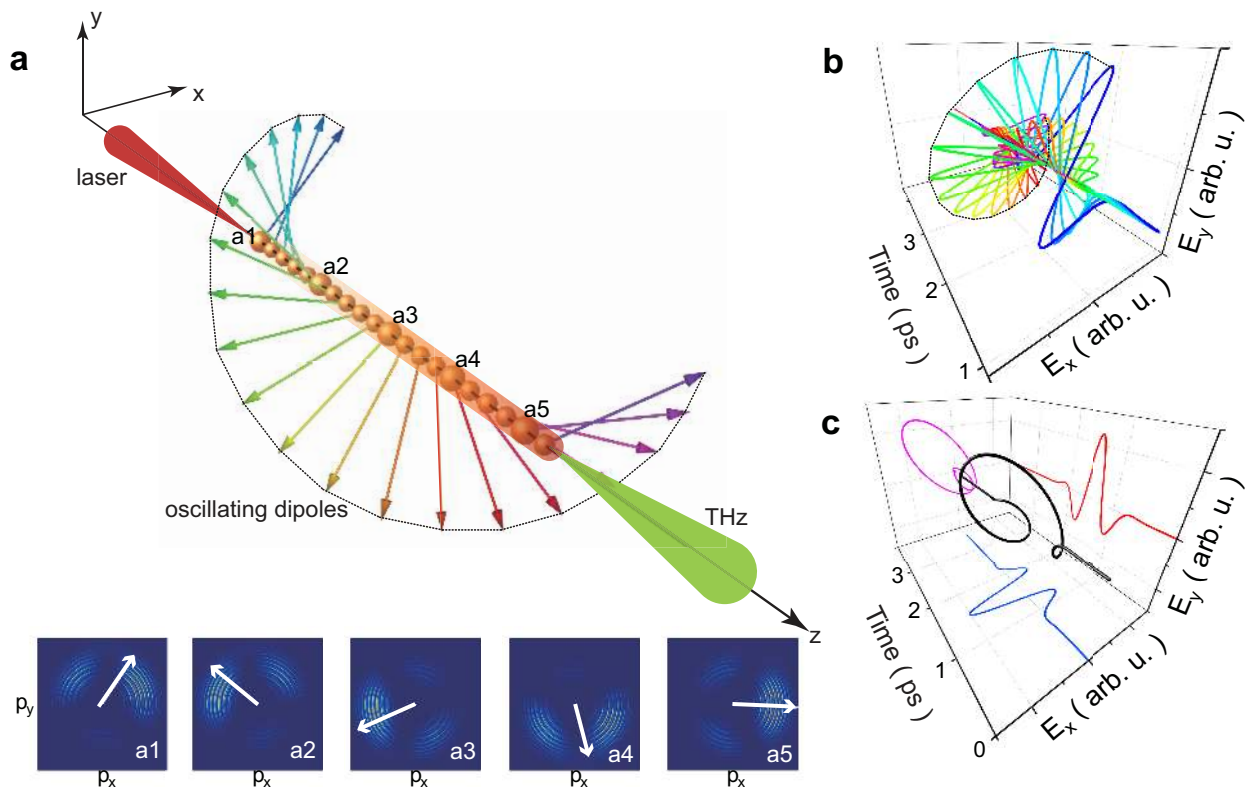 a
y
x
laser
a1
a2
a3
a4
a5
oscillating dipoles
THz
z
p_y
a1
a2
a3
a4
a5
p_x
p_x
p_x
p_x
p_x
b
3
2
1
Time ( ps )
E_x ( arb. u. )
E_y ( arb. u. )
c
3
2
1
0
Time ( ps )
E_x ( arb. u. )
E_y ( arb. u. )